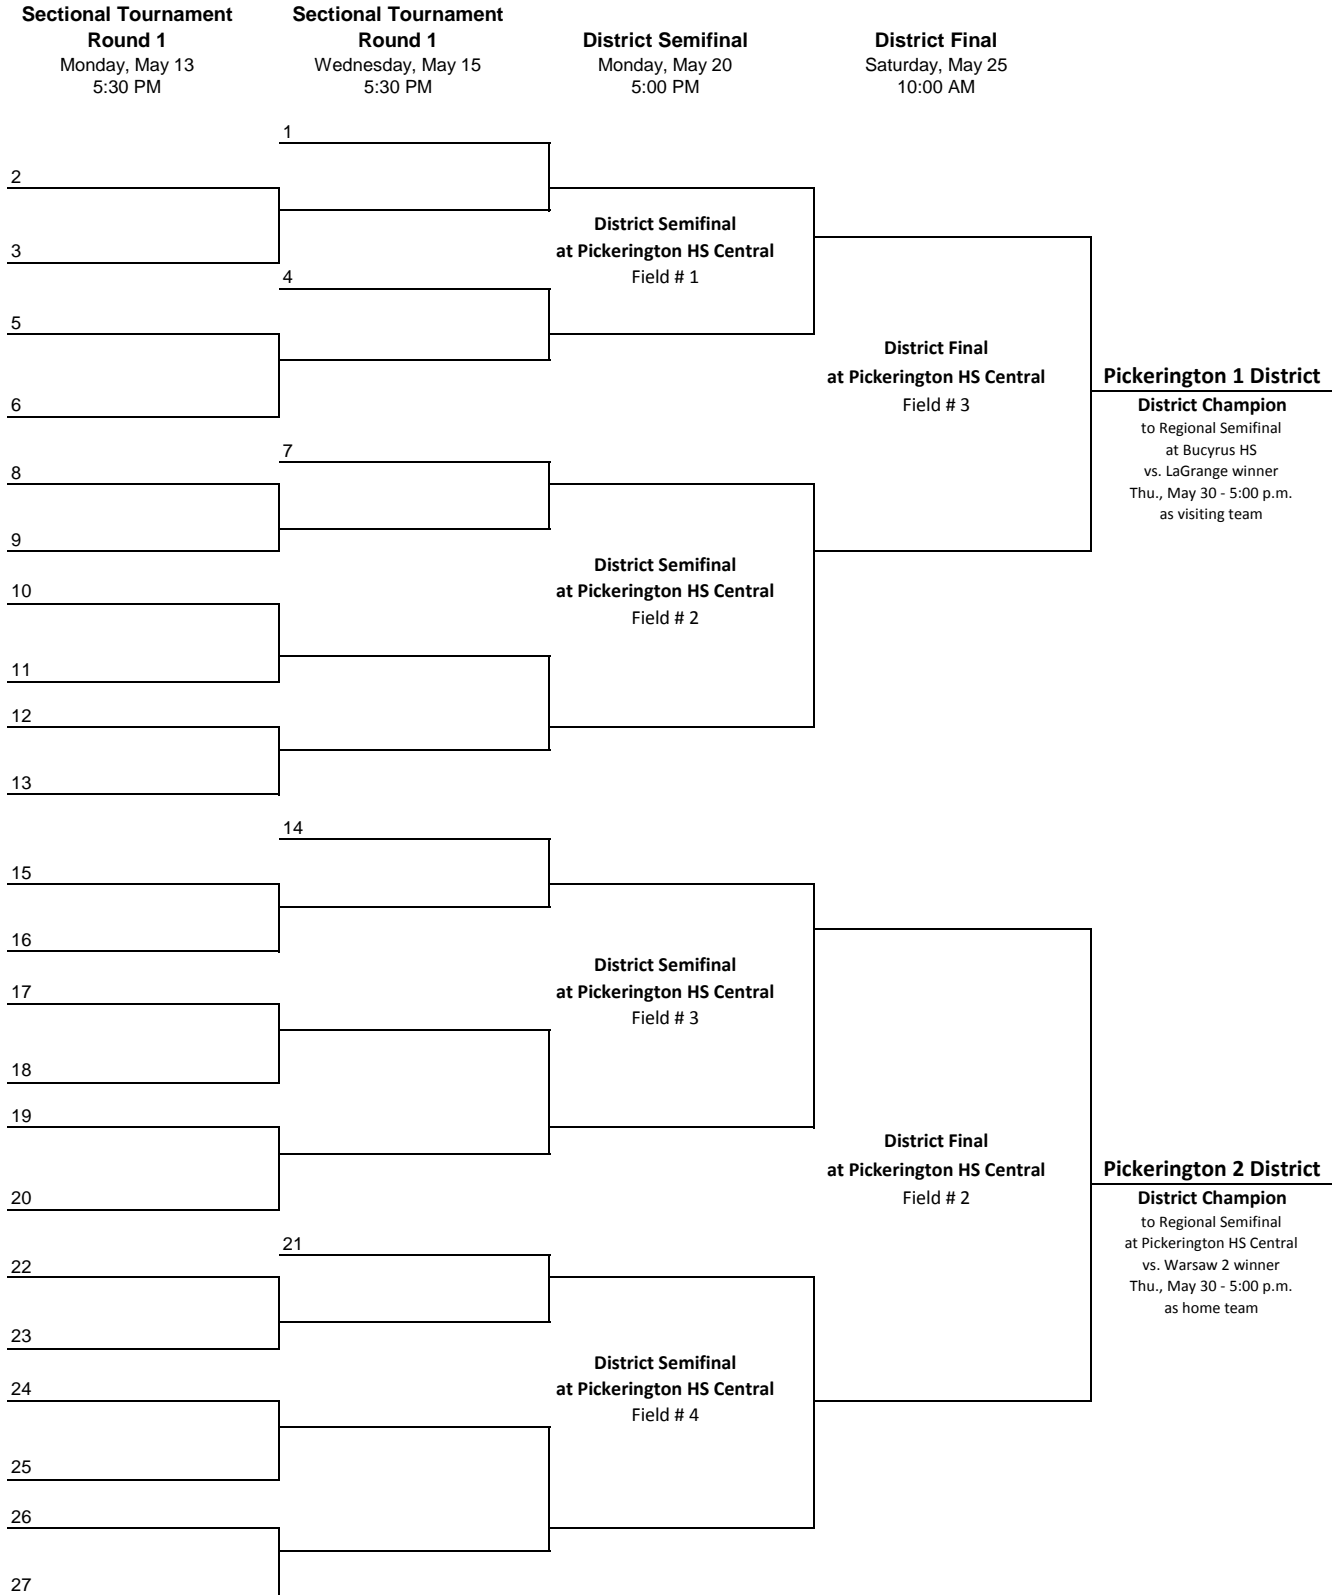 Sectional Tournament
Round 1
Monday, May 13
5:30 PM
Sectional Tournament
Round 1
Wednesday, May 15
5:30 PM
District Semifinal
Monday, May 20
5:00 PM
District Final
Saturday, May 25
10:00 AM
1
2
3
4
5
6
District Semifinal
at Pickerington HS Central
Field # 1
District Final
at Pickerington HS Central
Field # 3
Pickerington 1 District
District Champion
to Regional Semifinal
at Bucyrus HS
vs. LaGrange winner
Thu., May 30 - 5:00 p.m.
as visiting team
7
8
9
10
11
12
13
District Semifinal
at Pickerington HS Central
Field # 2
14
15
16
17
18
19
20
District Semifinal
at Pickerington HS Central
Field # 3
District Final
at Pickerington HS Central
Field # 2
Pickerington 2 District
District Champion
to Regional Semifinal
at Pickerington HS Central
vs. Warsaw 2 winner
Thu., May 30 - 5:00 p.m.
as home team
21
22
23
24
25
26
27
District Semifinal
at Pickerington HS Central
Field # 4